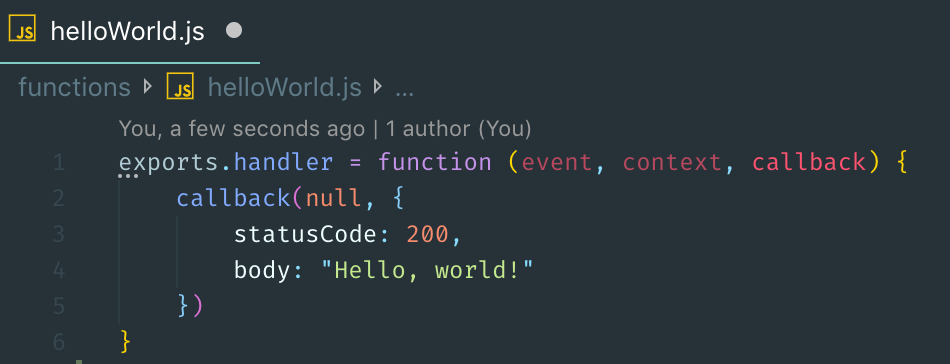 JS helloWorld.js
functions JS helloWorld.js ...
You, a few seconds ago | 1 author (You)
1 exports.handler = function (event, context, callback) {
2     callback(null, {
3         statusCode: 200,
4         body: "Hello, world!"
5     })
6 }